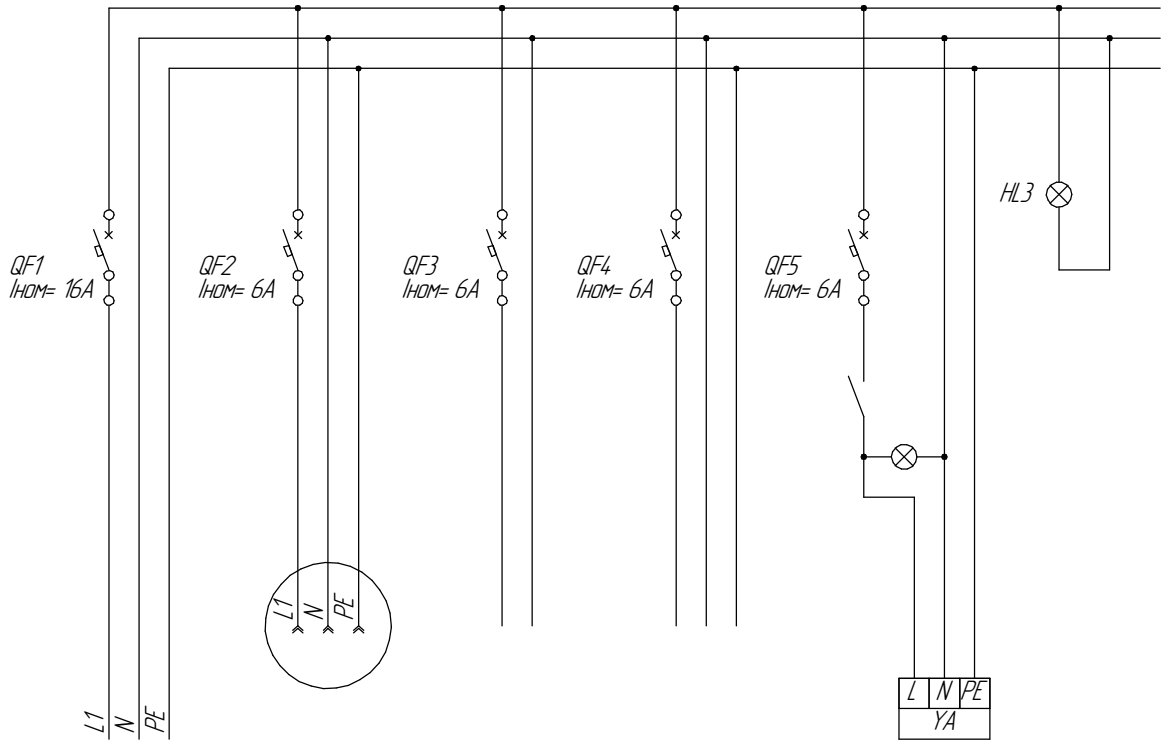 HL3
QF1
Iном= 16А
QF2
Iном= 6А
QF3
Iном= 6А
QF4
Iном= 6А
QF5
Iном= 6А
L1
N
PE
L
N
PE
YA
L1
N
PE